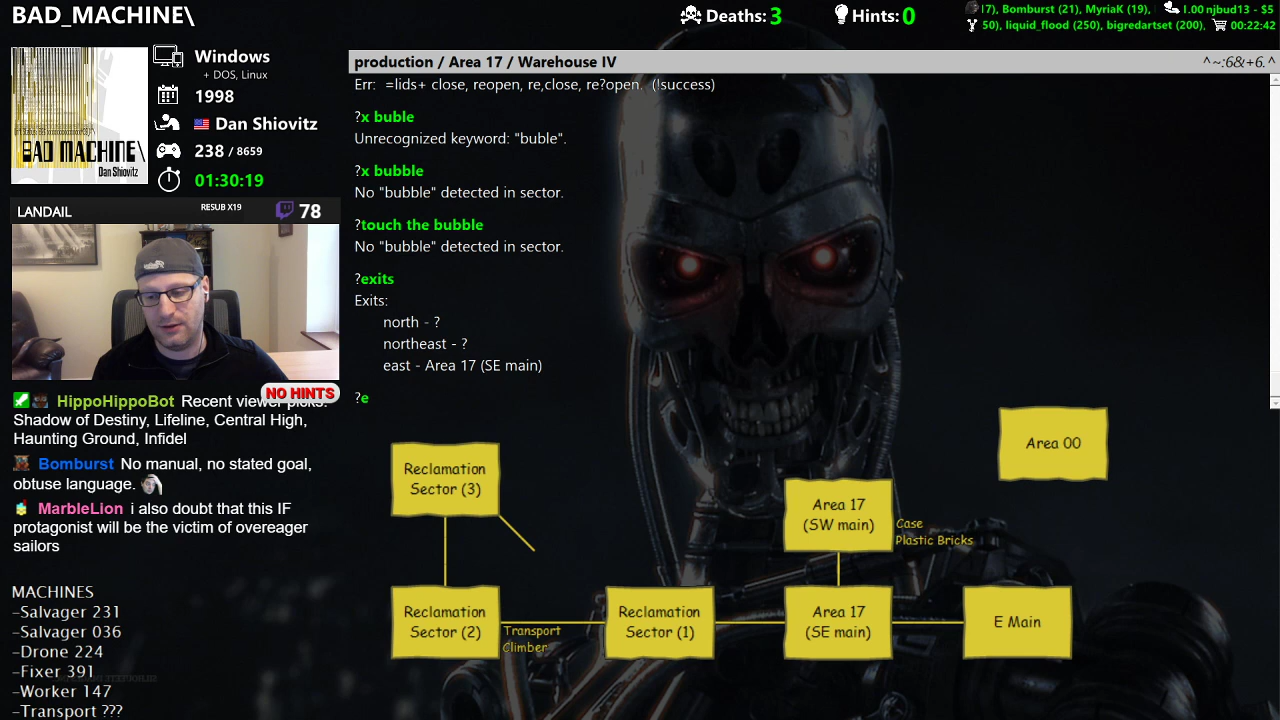 BAD_MACHINE\
Deaths: 3
Hints: 0
17), Bomburst (21), MyriaK (19),
1.00 njbud13 - $5
50), liquid_flood (250), bigredartset (200),
00:22:42
BAD MACHINE\
Dan Shiovitz
Windows
+ DOS, Linux
1998
Dan Shiovitz
238 / 8659
01:30:19
LANDAIL
RESUB X19
78
NO HINTS
HippoHippoBot Recent viewer picks:
Shadow of Destiny, Lifeline, Central High,
Haunting Ground, Infidel
Bomburst No manual, no stated goal,
obtuse language.
MarbleLion i also doubt that this IF
protagonist will be the victim of overeager
sailors
MACHINES
-Salvager 231
-Salvager 036
-Drone 224
-Fixer 391
-Worker 147
-Transport ???
production / Area 17 / Warehouse IV
^~:6&+6.^
Err: =lids+ close, reopen, re,close, re?open. (!success)
?x buble
Unrecognized keyword: "buble".
?x bubble
No "bubble" detected in sector.
?touch the bubble
No "bubble" detected in sector.
?exits
Exits:
north - ?
northeast - ?
east - Area 17 (SE main)
?e
Area 00
Reclamation
Sector (3)
Area 17
(SW main)
Case
Plastic Bricks
Reclamation
Sector (2)
Transport
Climber
Reclamation
Sector (1)
Area 17
(SE main)
E Main